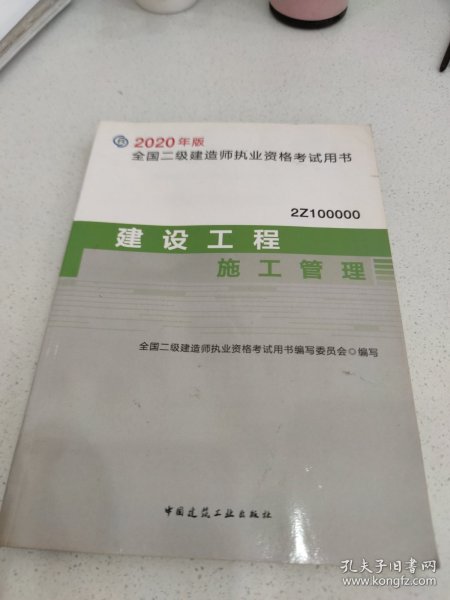 2020年版
全国二级建造师执业资格考试用书
2Z100000
建设工程
施工管理
全国二级建造师执业资格考试用书编写委员会◎编写
中国建筑工业出版社
孔夫子旧书网
www.kongfz.com